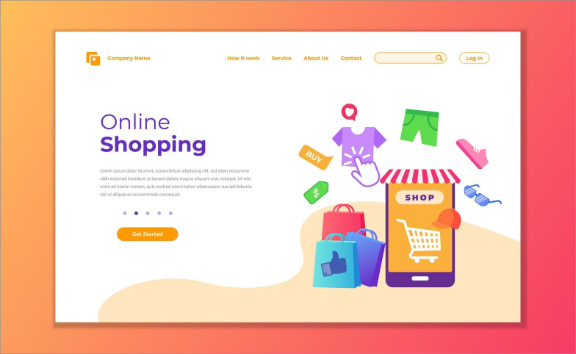 Company Name
How it work Service About Us Contact Log In
Online
Shopping
Lorem ipsum dolor sit amet, consectetuer adipiscing elit, sed diam nonummy
nibh euismod tincidunt ut laoreet dolore magna aliquam erat volutpat. Ut wisi
enim ad minim veniam, quis nostrud exerci tation ullamcorper suscipit lobortis
nisl ut aliquip ex ea commodo consequat.
Get Started
BUY
%
SHOP